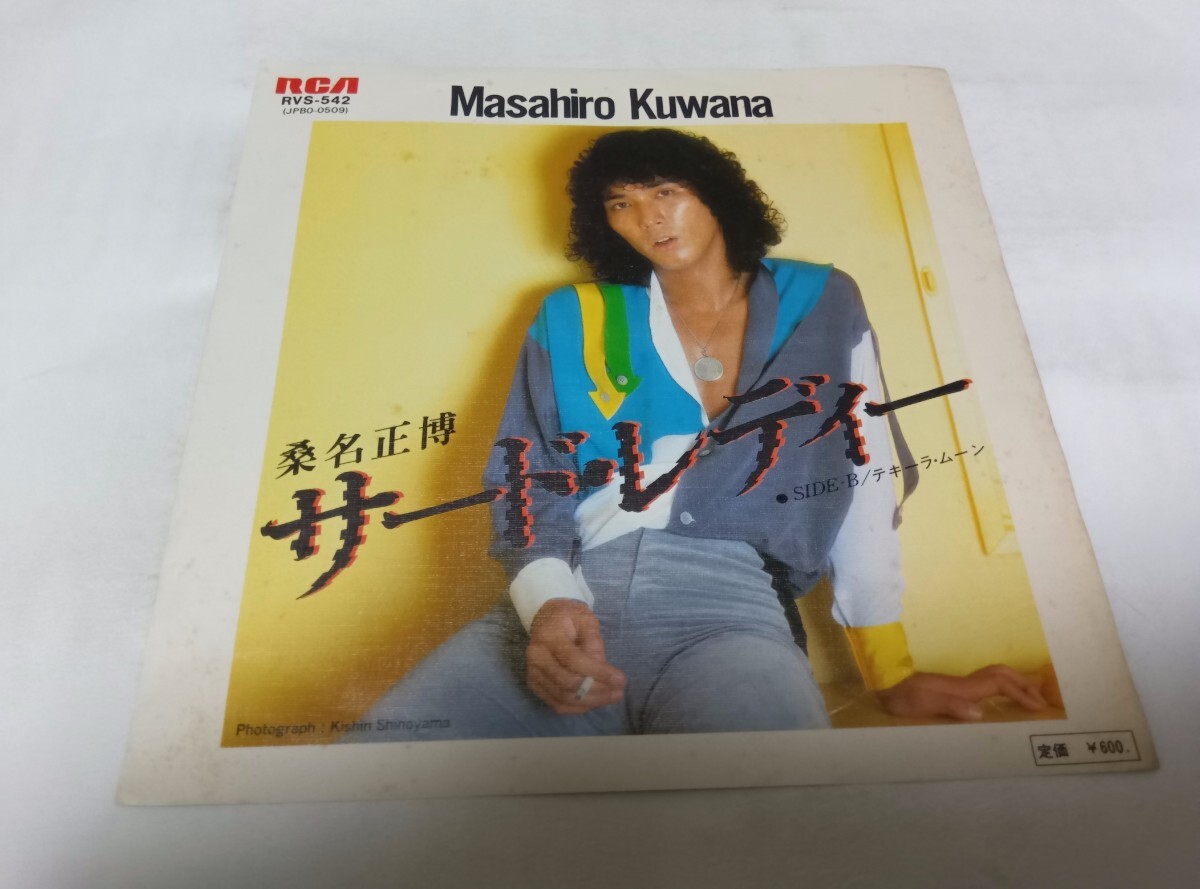 RCA
RVS-542
(JPBO-0509)
Masahiro Kuwana
桑名正博
サード・レディー
●SIDE-B/テキーラ・ムーン
Photograph : Kishin Shinoyama
定価 ¥600.